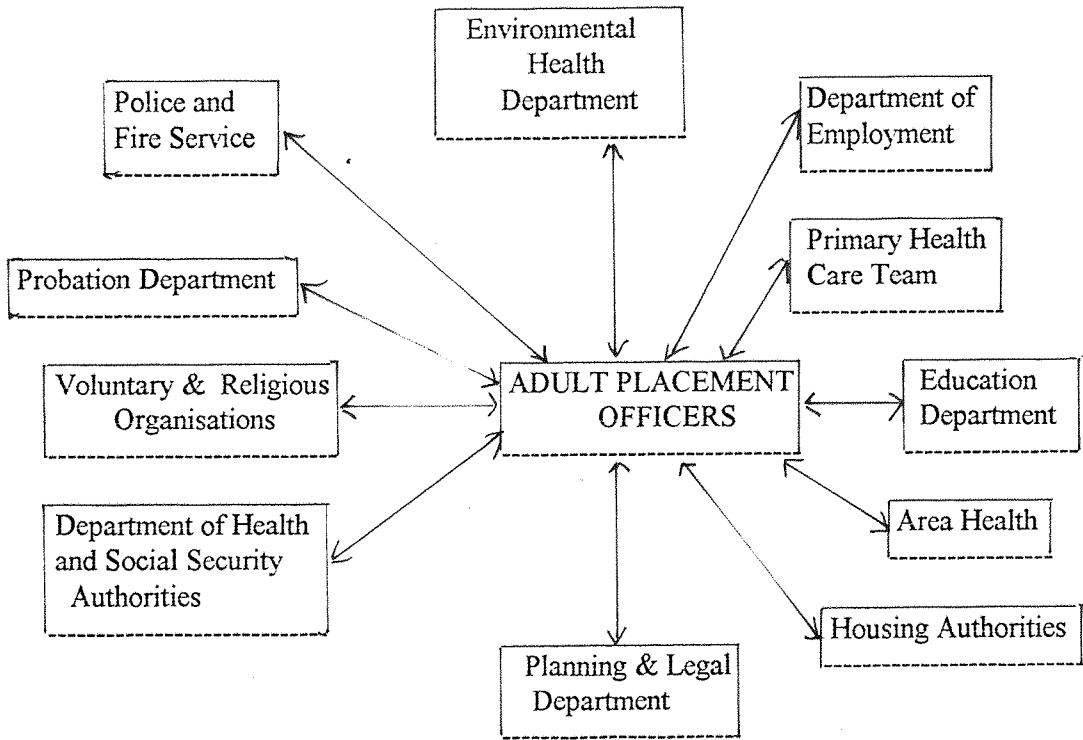 Environmental
Health
Department
Police and
Fire Service
Department of
Employment
Primary Health
Care Team
Probation Department
Voluntary & Religious
Organisations
ADULT PLACEMENT
OFFICERS
Education
Department
Department of Health
and Social Security
Authorities
Area Health
Housing Authorities
Planning & Legal
Department